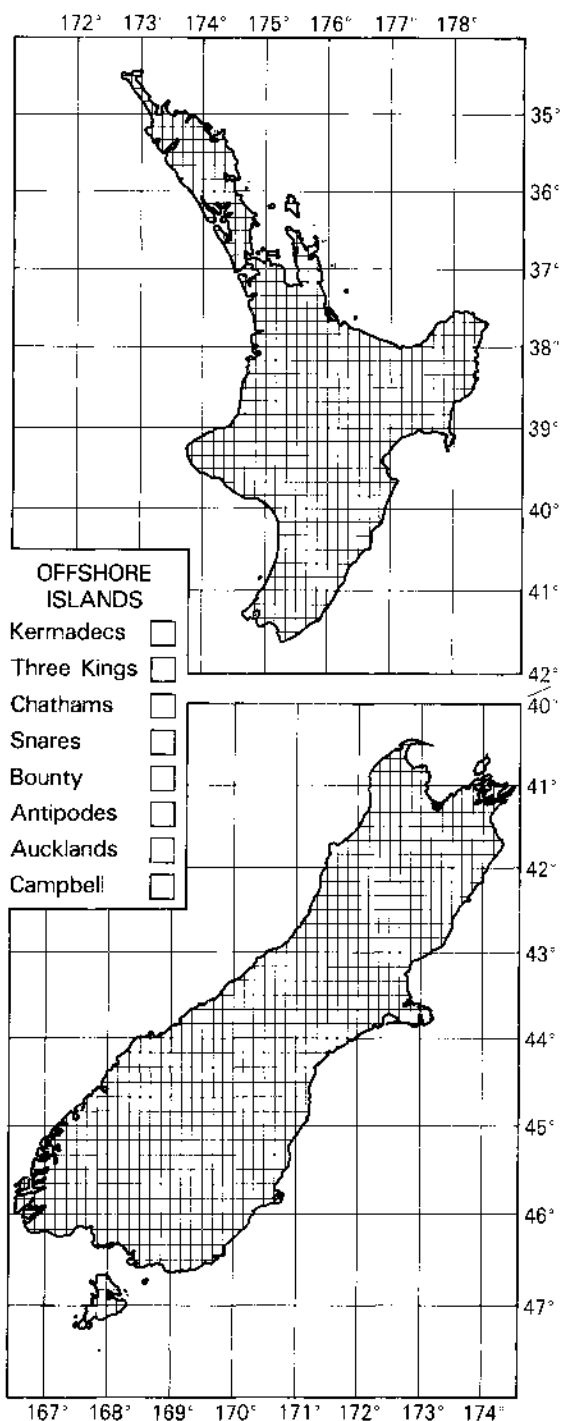 172° 173° 174° 175° 176° 177° 178°
35°
36°
37°
38°
39°
40°
41°
42°
OFFSHORE
ISLANDS
Kermadecs
Three Kings
Chathams
Snares
Bounty
Antipodes
Aucklands
Campbell
40°
41°
42°
43°
44°
45°
46°
47°
167° 168° 169° 170° 171° 172° 173° 174°